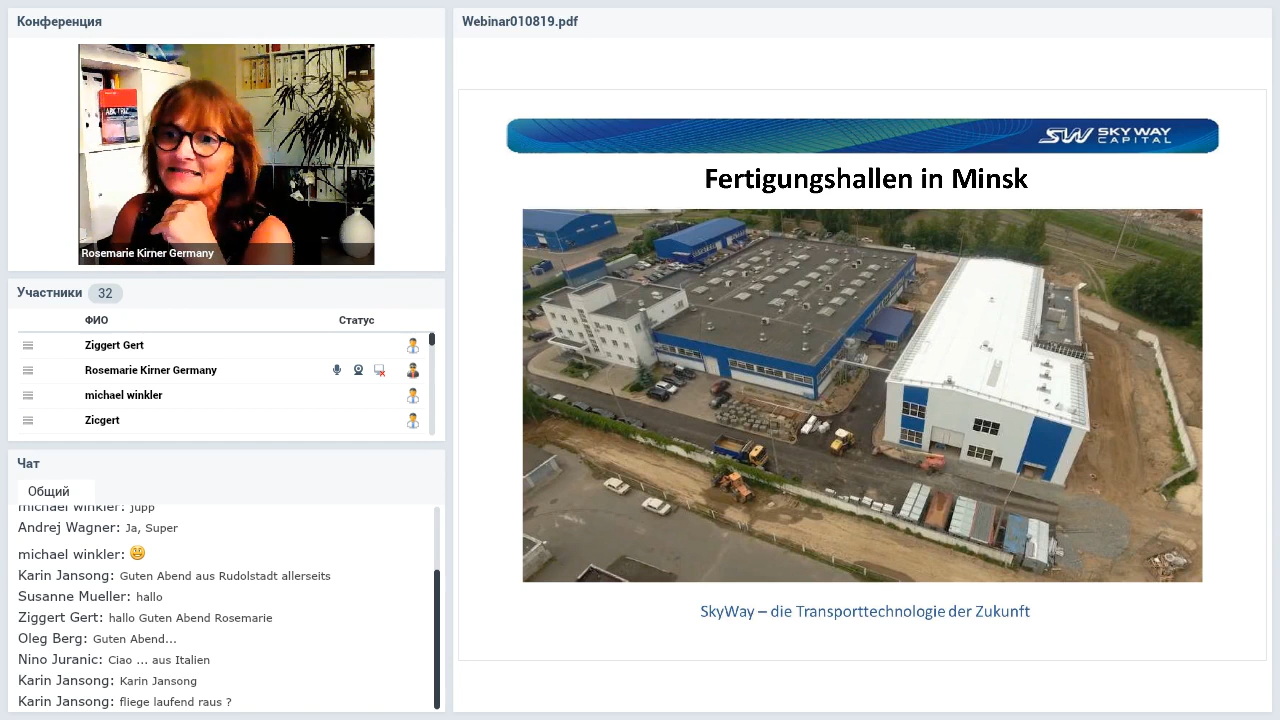 Конференция
Rosemarie Kirner Germany
Участники 32
ФИО Статус
Ziggert Gert
Rosemarie Kirner Germany
michael winkler
Zicgert
Чат
Общий
michael winkler: jupp
Andrej Wagner: Ja, Super
michael winkler:
Karin Jansong: Guten Abend aus Rudolstadt allerseits
Susanne Mueller: hallo
Ziggert Gert: hallo Guten Abend Rosemarie
Oleg Berg: Guten Abend...
Nino Juranic: Ciao ... aus Italien
Karin Jansong: Karin Jansong
Karin Jansong: fliege laufend raus ?
Webinar010819.pdf
SW SKY WAY
CAPITAL
Fertigungshallen in Minsk
SkyWay – die Transporttechnologie der Zukunft